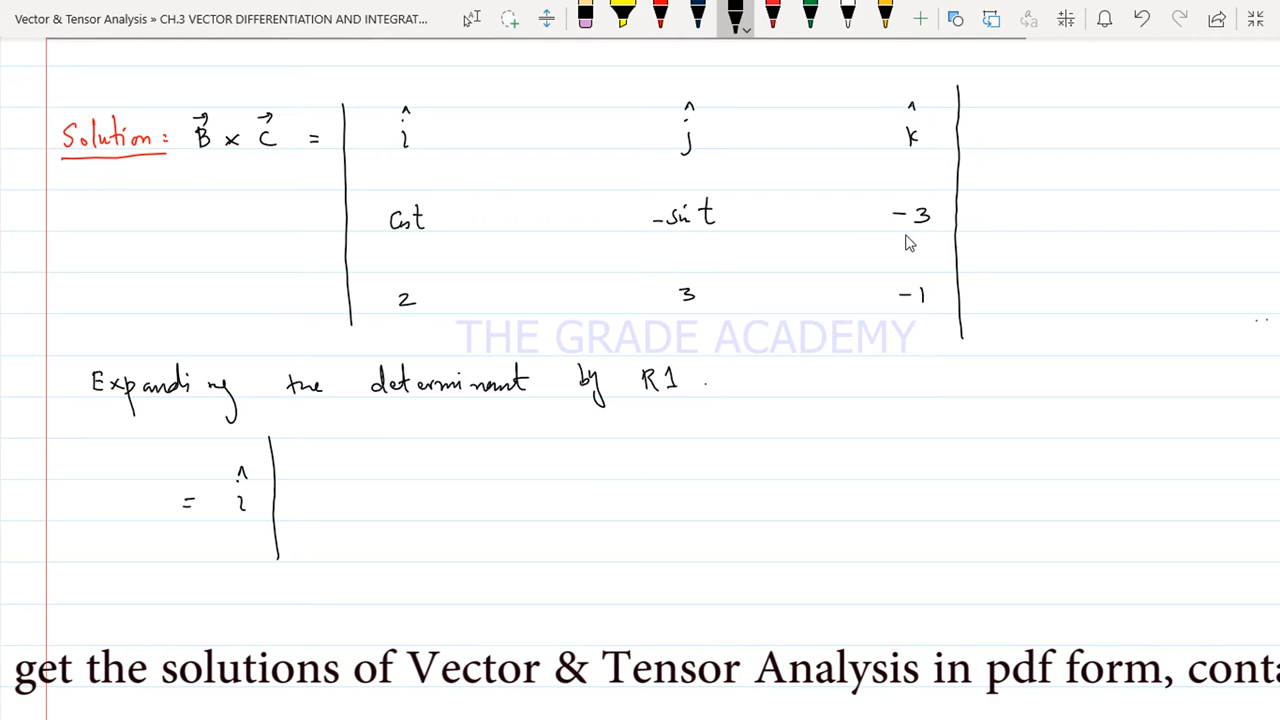 Vector & Tensor Analysis » CH.3 VECTOR DIFFERENTIATION AND INTEGRAT...
Solution: B⃗ × C⃗ = | î ĵ k̂ |
| cost -sin t -3 |
| 2 3 -1 |
THE GRADE ACADEMY
Expanding the determinant by R1.
= î |
get the solutions of Vector & Tensor Analysis in pdf form, conta